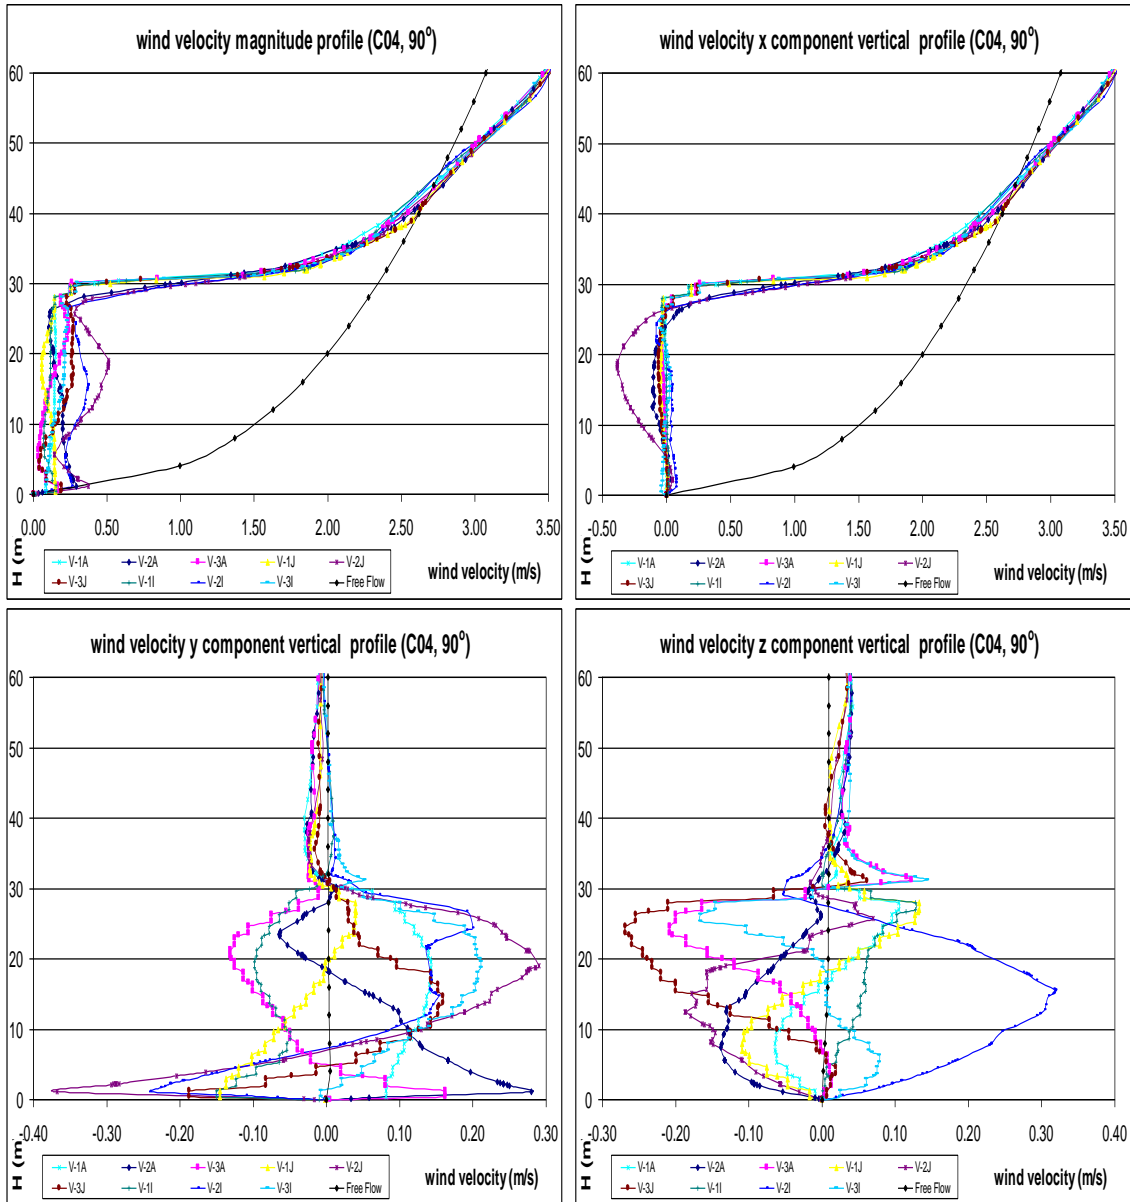 wind velocity magnitude profile (C04, 90°)
60
50
40
30
20
10
0
0.00 0.50 1.00 1.50 2.00 2.50 3.00 3.50
H (m
V-1A V-2A V-3A V-1J V-2J
V-3J V-1I V-2I V-3I Free Flow
wind velocity (m/s)
wind velocity x component vertical profile (C04, 90°)
60
50
40
30
20
10
0
-0.50 0.00 0.50 1.00 1.50 2.00 2.50 3.00 3.50
H (m
V-1A V-2A V-3A V-1J V-2J
V-3J V-1I V-2I V-3I Free Flow
wind velocity (m/s)
wind velocity y component vertical profile (C04, 90°)
60
50
40
30
20
10
0
-0.40 -0.30 -0.20 -0.10 0.00 0.10 0.20 0.30
H (m
V-1A V-2A V-3A V-1J V-2J
V-3J V-1I V-2I V-3I Free Flow
wind velocity (m/s)
wind velocity z component vertical profile (C04, 90°)
60
50
40
30
20
10
0
-0.30 -0.20 -0.10 0.00 0.10 0.20 0.30 0.40
H (m
V-1A V-2A V-3A V-1J V-2J
V-3J V-1I V-2I V-3I Free Flow
wind velocity (m/s)